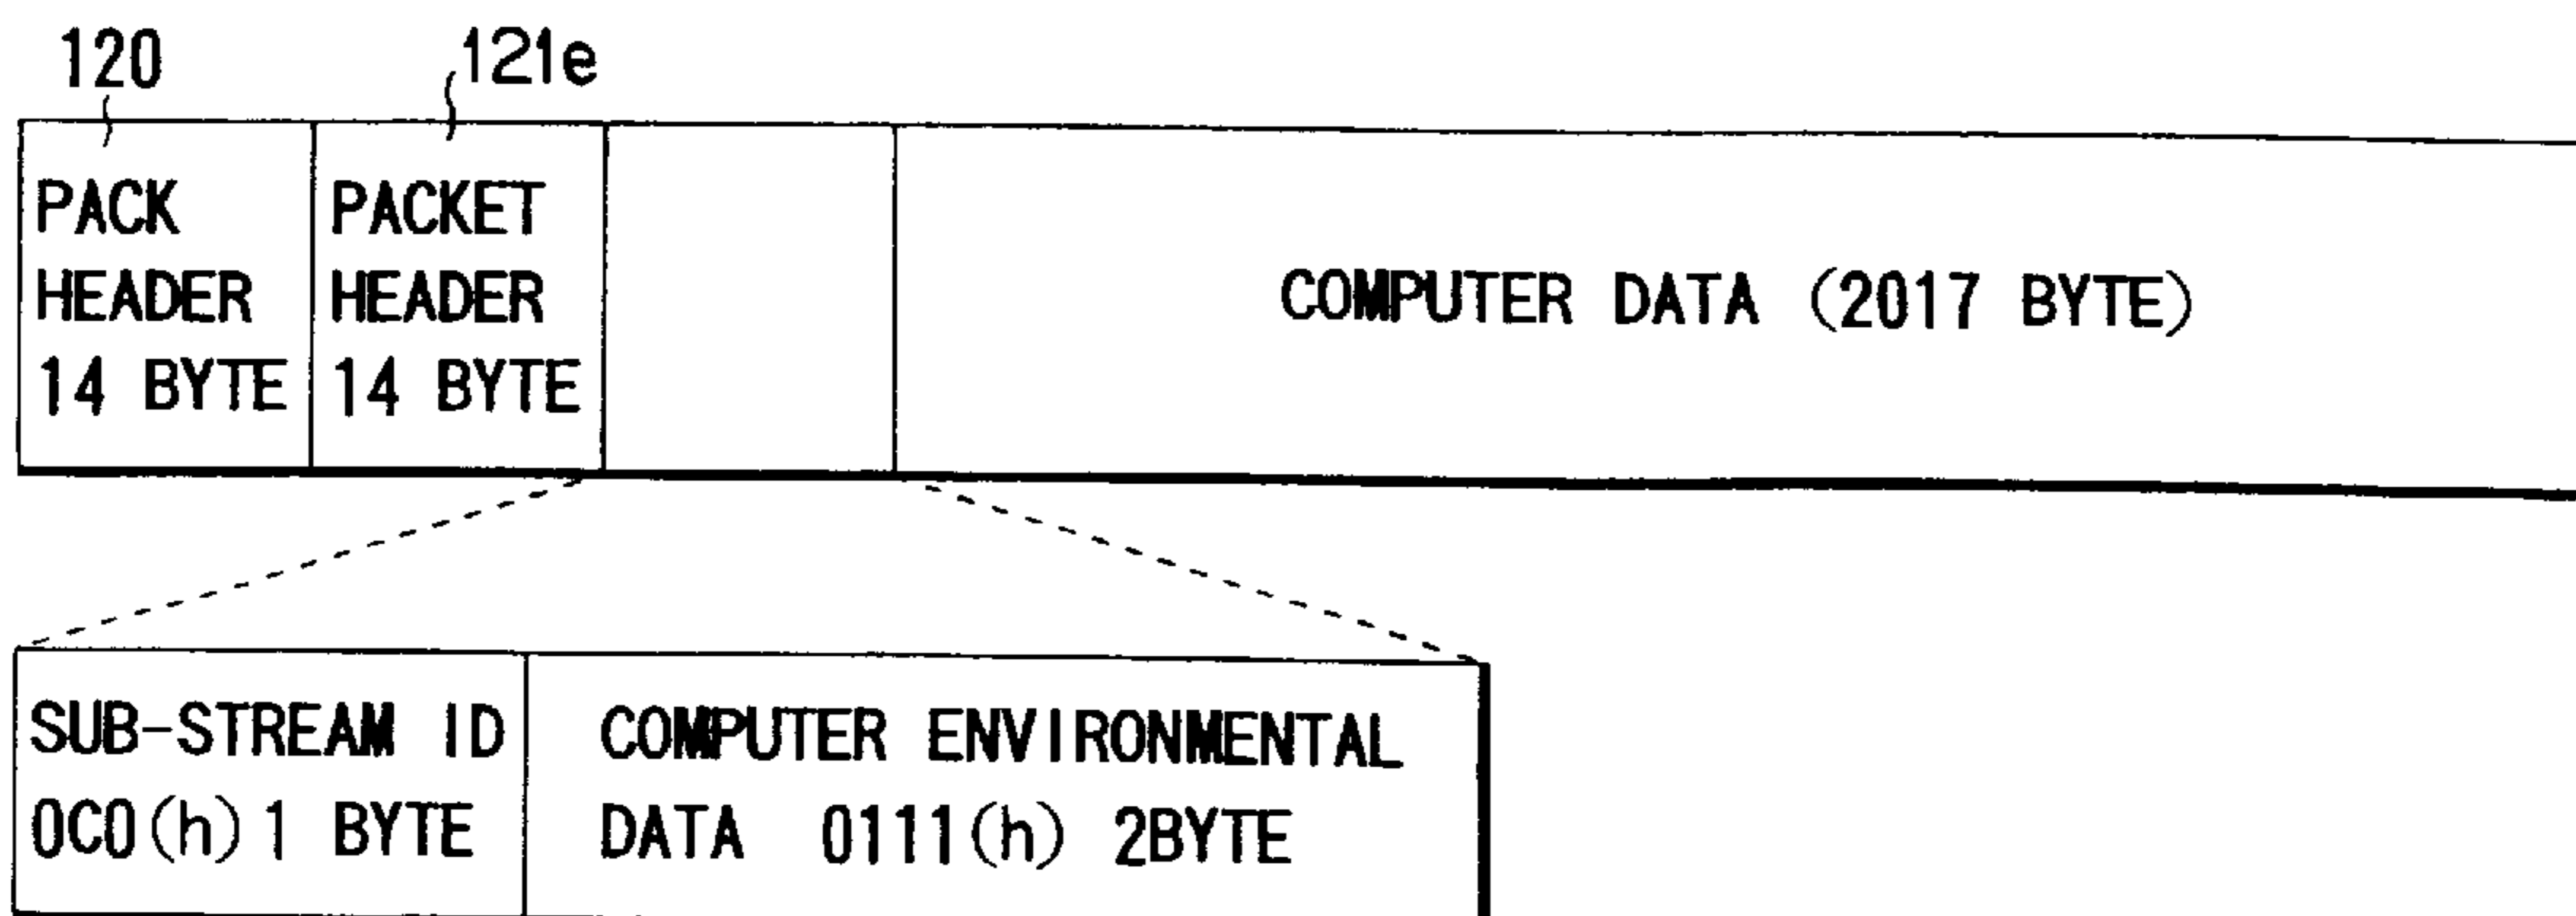 120
121e
PACK
HEADER
14 BYTE
PACKET
HEADER
14 BYTE
COMPUTER DATA (2017 BYTE)
SUB-STREAM ID
0C0(h) 1 BYTE
COMPUTER ENVIRONMENTAL
DATA 0111(h) 2BYTE